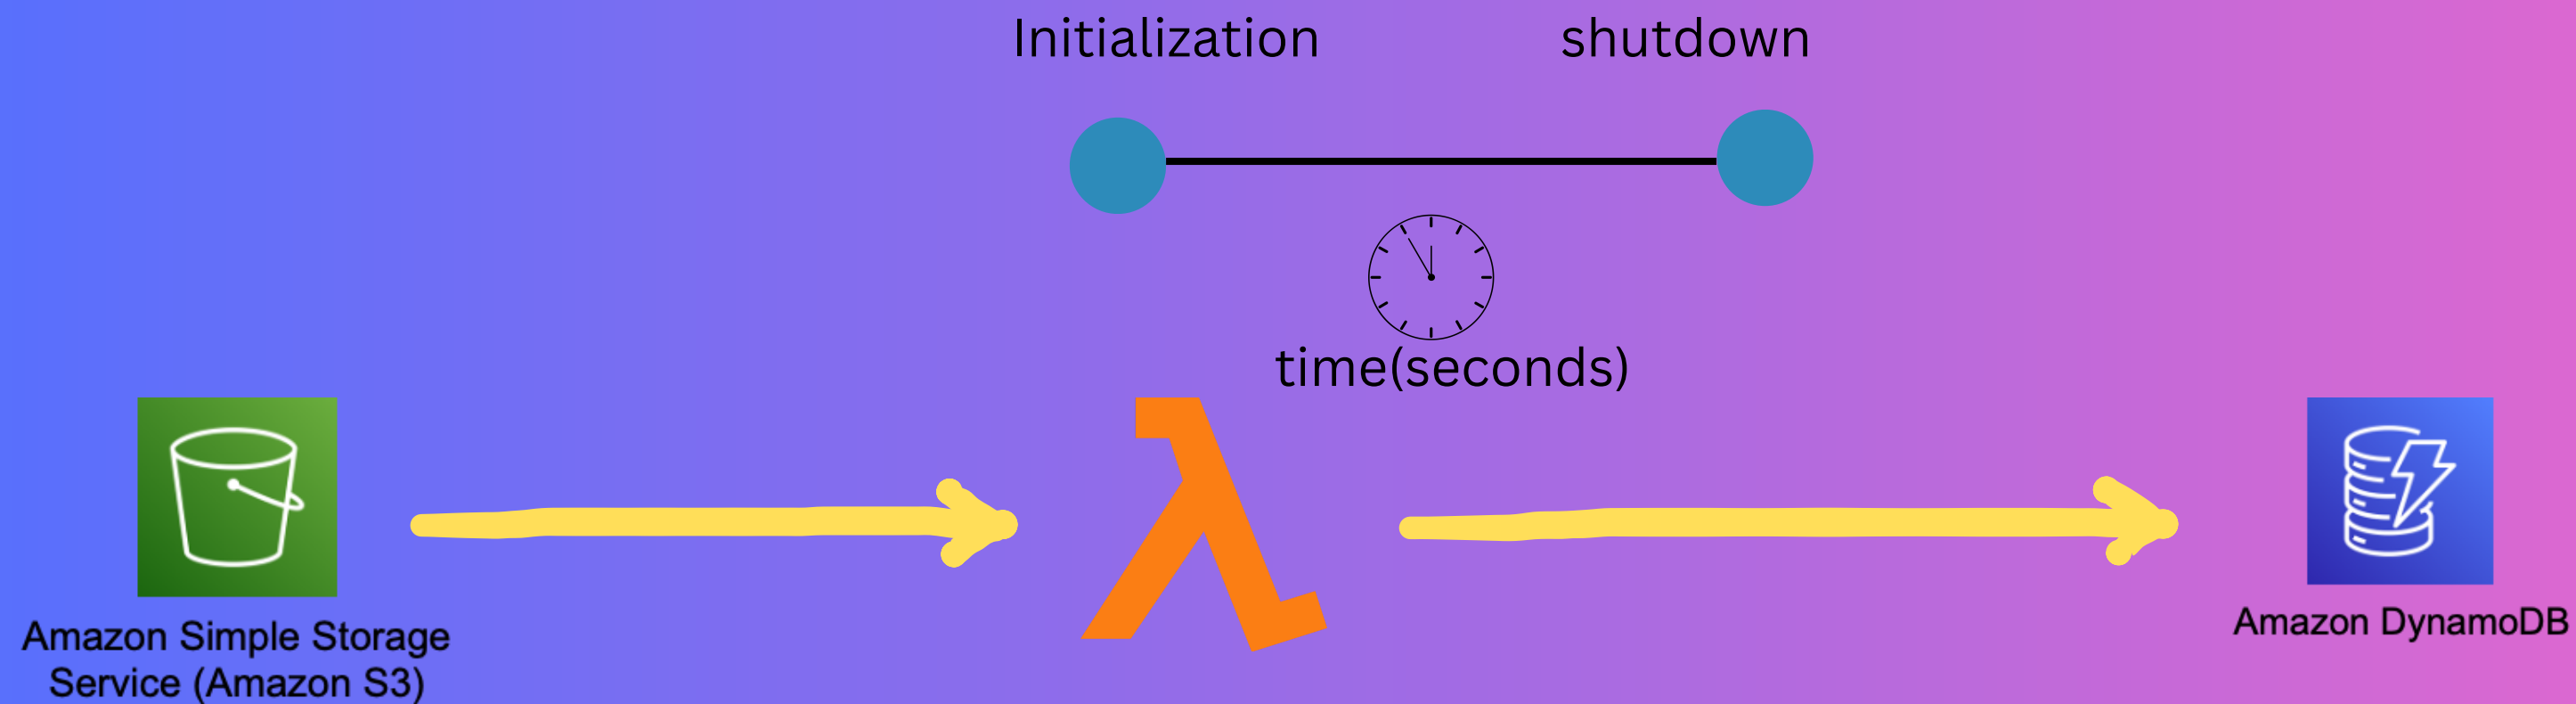 Initialization
shutdown
time(seconds)
Amazon Simple Storage
Service (Amazon S3)
Amazon DynamoDB